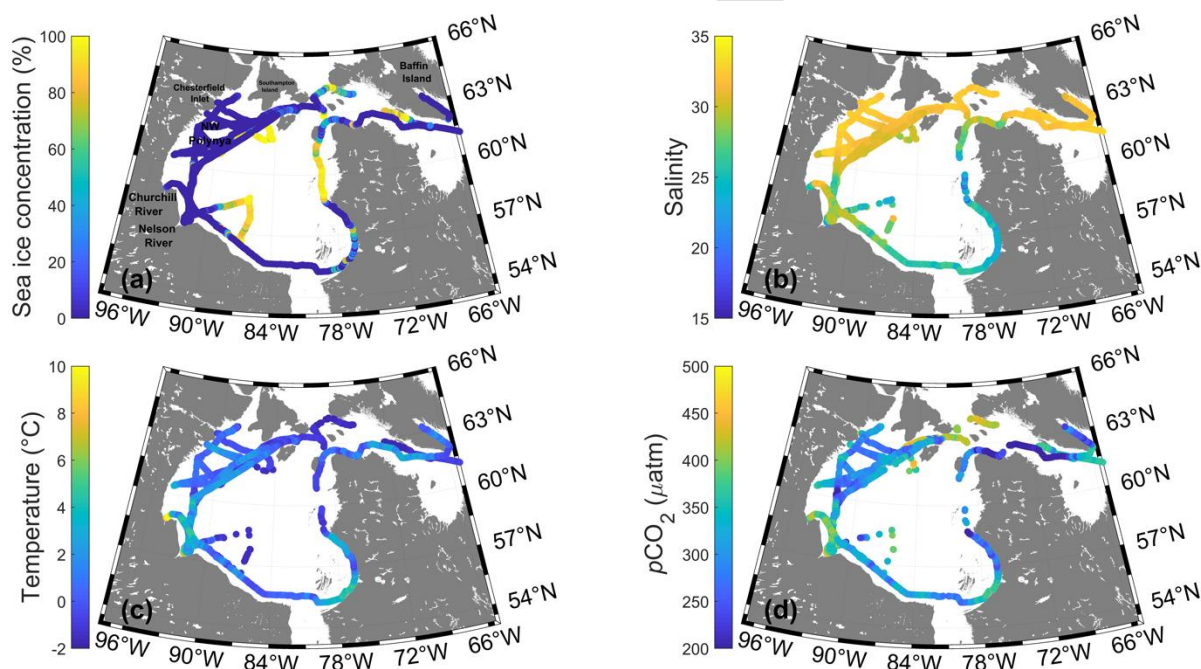 100
80
60
40
20
0
Sea ice concentration (%)
Chesterfield
Inlet
Southampton
Island
Baffin
Island
NW
Polynya
Churchill
River
Nelson
River
(a)
66°N
63°N
60°N
57°N
54°N
96°W
90°W
84°W
78°W
72°W
66°W
35
30
25
20
15
Salinity
(b)
66°N
63°N
60°N
57°N
54°N
96°W
90°W
84°W
78°W
72°W
66°W
10
8
6
4
2
0
-2
Temperature (°C)
(c)
66°N
63°N
60°N
57°N
54°N
96°W
90°W
84°W
78°W
72°W
66°W
500
450
400
350
300
250
200
pCO2 (μatm)
(d)
66°N
63°N
60°N
57°N
54°N
96°W
90°W
84°W
78°W
72°W
66°W